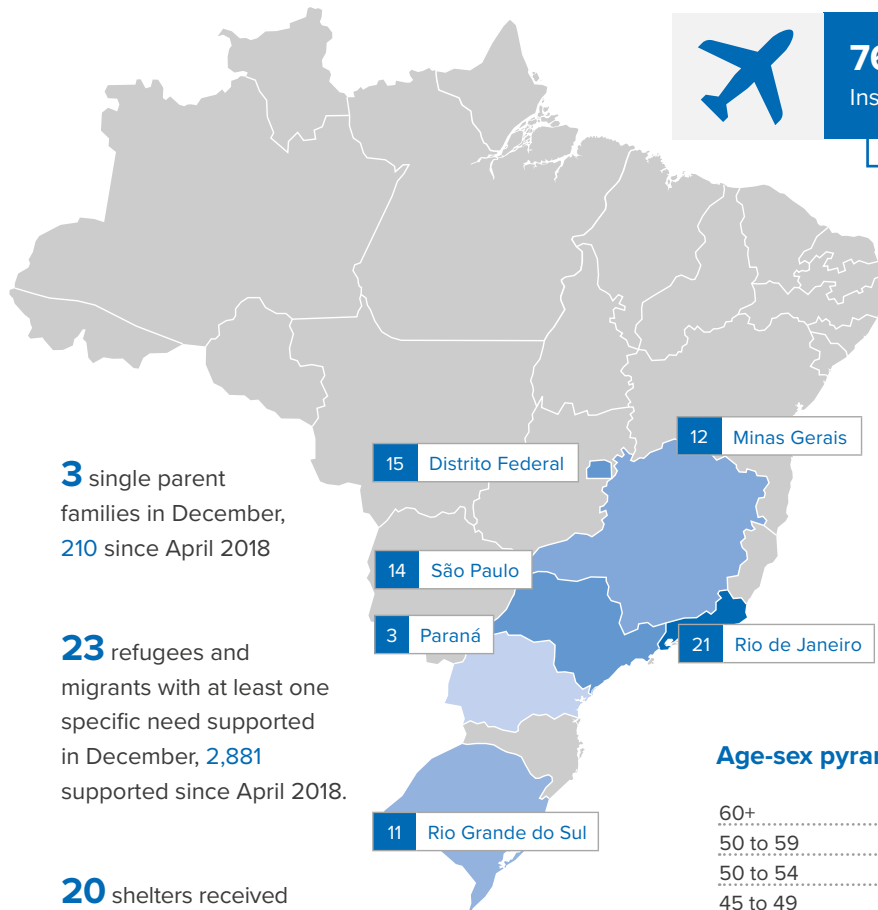 76
Ins
12 Minas Gerais
15 Distrito Federal
3 single parent
families in December,
210 since April 2018
14 São Paulo
3 Paraná
21 Rio de Janeiro
23 refugees and
migrants with at least one
specific need supported
in December, 2,881
supported since April 2018.
Age-sex pyran
60+
50 to 59
50 to 54
45 to 49
11 Rio Grande do Sul
20 shelters received